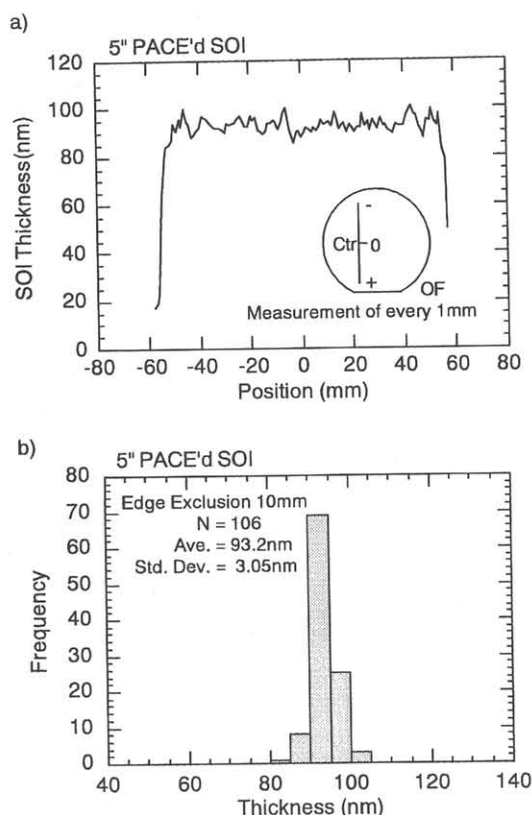 a)
5" PACE'd SOI
120
100
80
60
40
20
0
SOI Thickness(nm)
-
Ctr 0
+
OF
Measurement of every 1mm
-80 -60 -40 -20 0 20 40 60 80
Position (mm)
b)
5" PACE'd SOI
80
70
60
50
40
30
20
10
0
Frequency
Edge Exclusion 10mm
N = 106
Ave. = 93.2nm
Std. Dev. = 3.05nm
40 60 80 100 120 140
Thickness (nm)